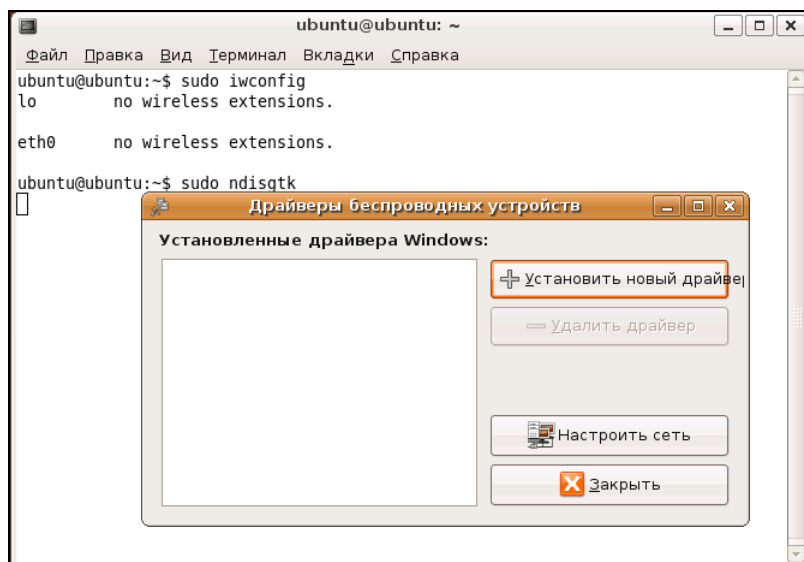 ubuntu@ubuntu: ~
Файл Правка Вид Терминал Вкладки Справка
ubuntu@ubuntu:~$ sudo iwconfig
lo no wireless extensions.
eth0 no wireless extensions.
ubuntu@ubuntu:~$ sudo ndisgtk
Драйверы беспроводных устройств
Установленные драйвера Windows:
Установить новый драйвер
Удалить драйвер
Настроить сеть
Закрыть